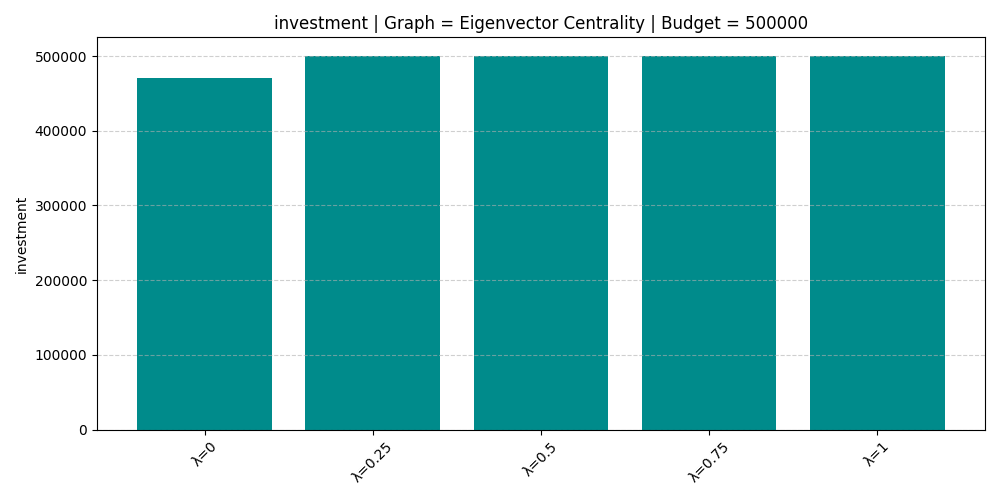 investment | Graph = Eigenvector Centrality | Budget = 500000
investment
500000
400000
300000
200000
100000
0
λ=0
λ=0.25
λ=0.5
λ=0.75
λ=1